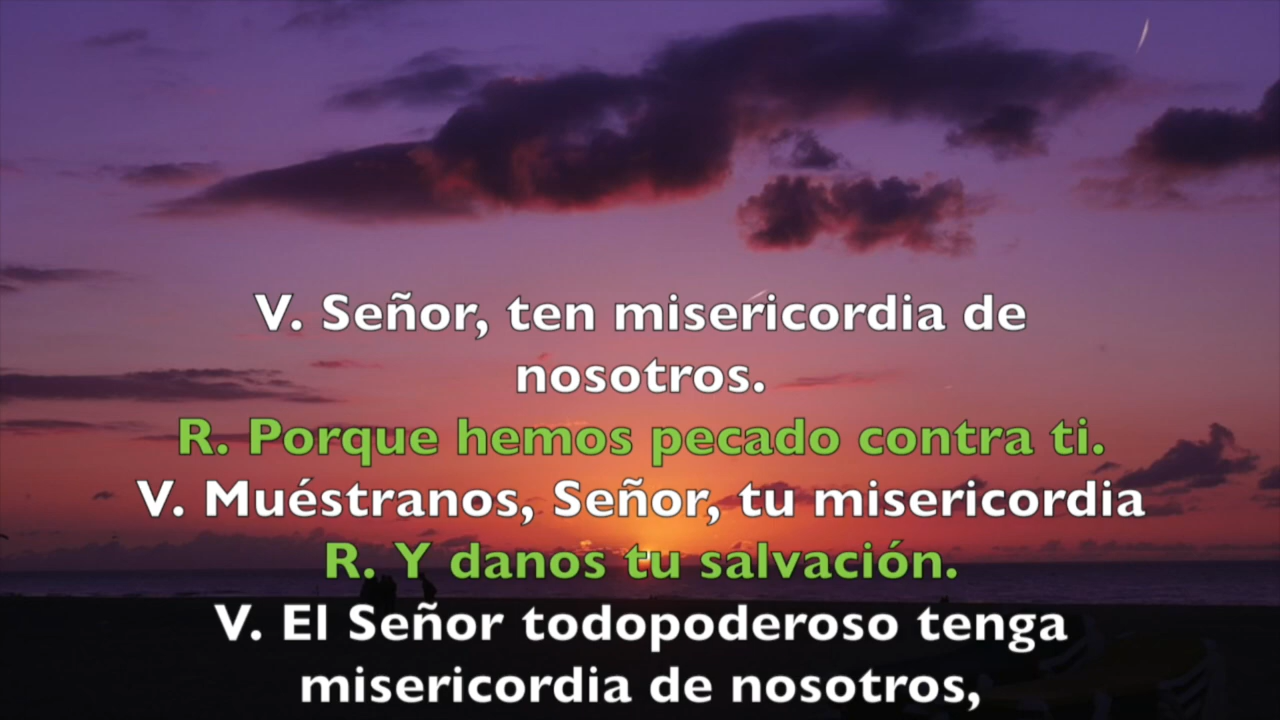 V. Señor, ten misericordia de
nosotros.
R. Porque hemos pecado contra ti.
V. Muéstranos, Señor, tu misericordia
R. Y danos tu salvación.
V. El Señor todopoderoso tenga
misericordia de nosotros,